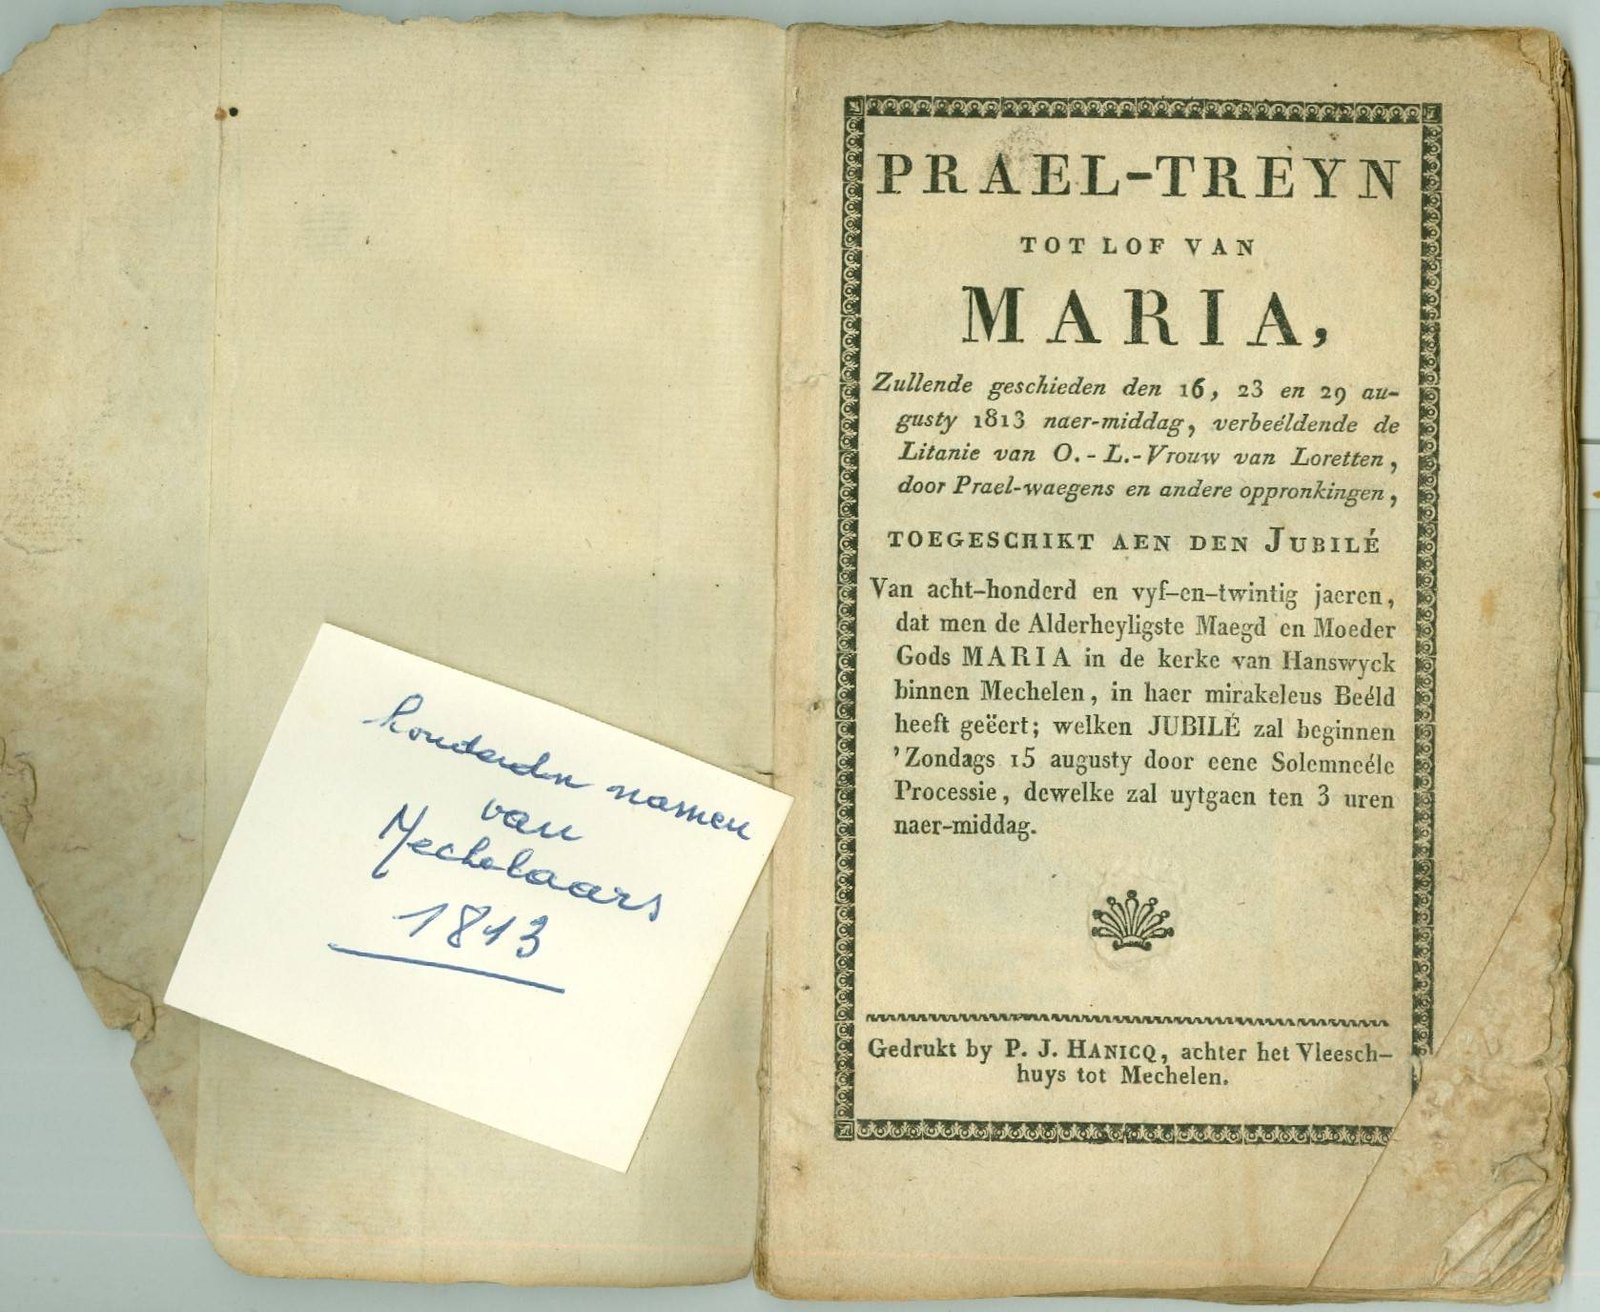 honderden namen
van
Mechelaars
1813
PRAEL-TREYN
TOT LOF VAN
MARIA,
Zullende geschieden den 16, 23 en 29 au-
gusty 1813 naer-middag, verbeéldende de
Litanie van O.-L.-Vrouw van Loretten,
door Prael-waegens en andere oppronkingen,
TOEGESCHIKT AEN DEN JUBILÉ
Van acht-honderd en vyf-en-twintig jaeren,
dat men de Alderheyligste Maegd en Moeder
Gods MARIA in de kerke van Hanswyck
binnen Mechelen, in haer mirakeleus Beéld
heeft geëert; welken JUBILÉ zal beginnen
'Zondags 15 augusty door eene Solemneéle
Processie, dewelke zal uytgaen ten 3 uren
naer-middag.
Gedrukt by P. J. HANICQ, achter het Vleesch-
huys tot Mechelen.